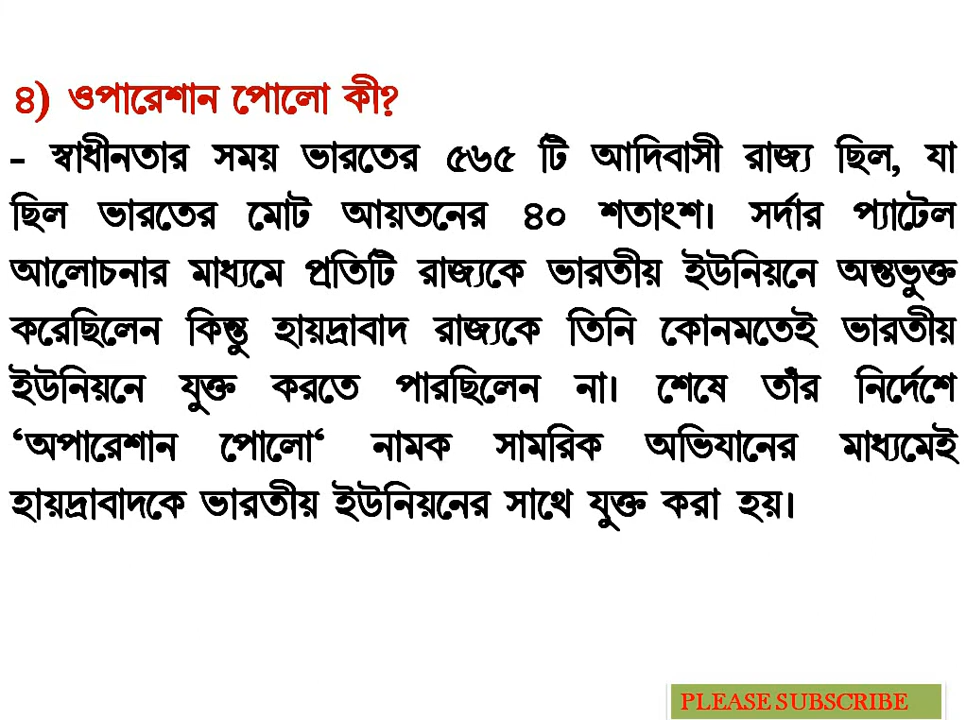 ৪) ওপারেশান পোলো কী?
- স্বাধীনতার সময় ভারতের ৫৬৫ টি আদিবাসী রাজ্য ছিল, যা
ছিল ভারতের মোট আয়তনের ৪০ শতাংশ। সর্দার প্যাটেল
আলোচনার মাধ্যমে প্রতিটি রাজ্যকে ভারতীয় ইউনিয়নে অন্তভুক্ত
করেছিলেন কিন্তু হায়দ্রাবাদ রাজ্যকে তিনি কোনমতেই ভারতীয়
ইউনিয়নে যুক্ত করতে পারছিলেন না। শেষে তাঁর নির্দেশে
‘অপারেশান পোলো‘ নামক সামরিক অভিযানের মাধ্যমেই
হায়দ্রাবাদকে ভারতীয় ইউনিয়নের সাথে যুক্ত করা হয়।
PLEASE SUBSCRIBE